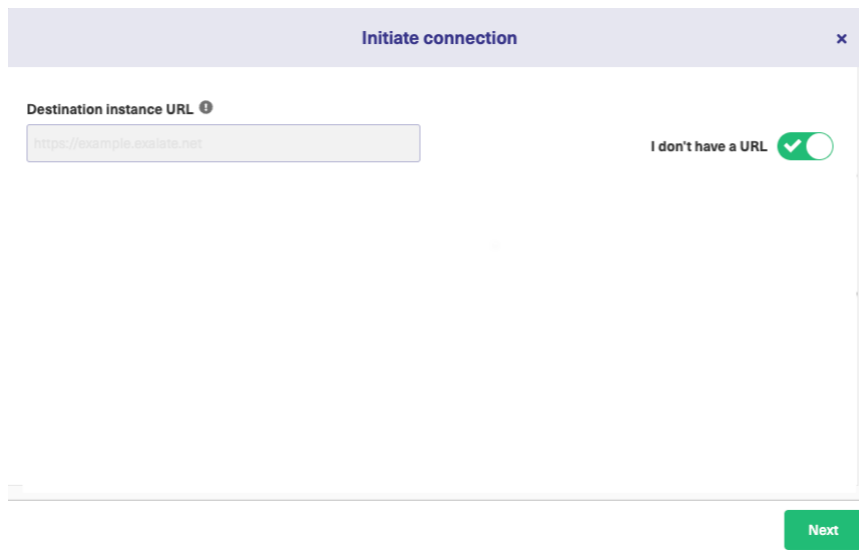 Initiate connection
Destination instance URL
https://example.exalate.net
I don't have a URL
Next